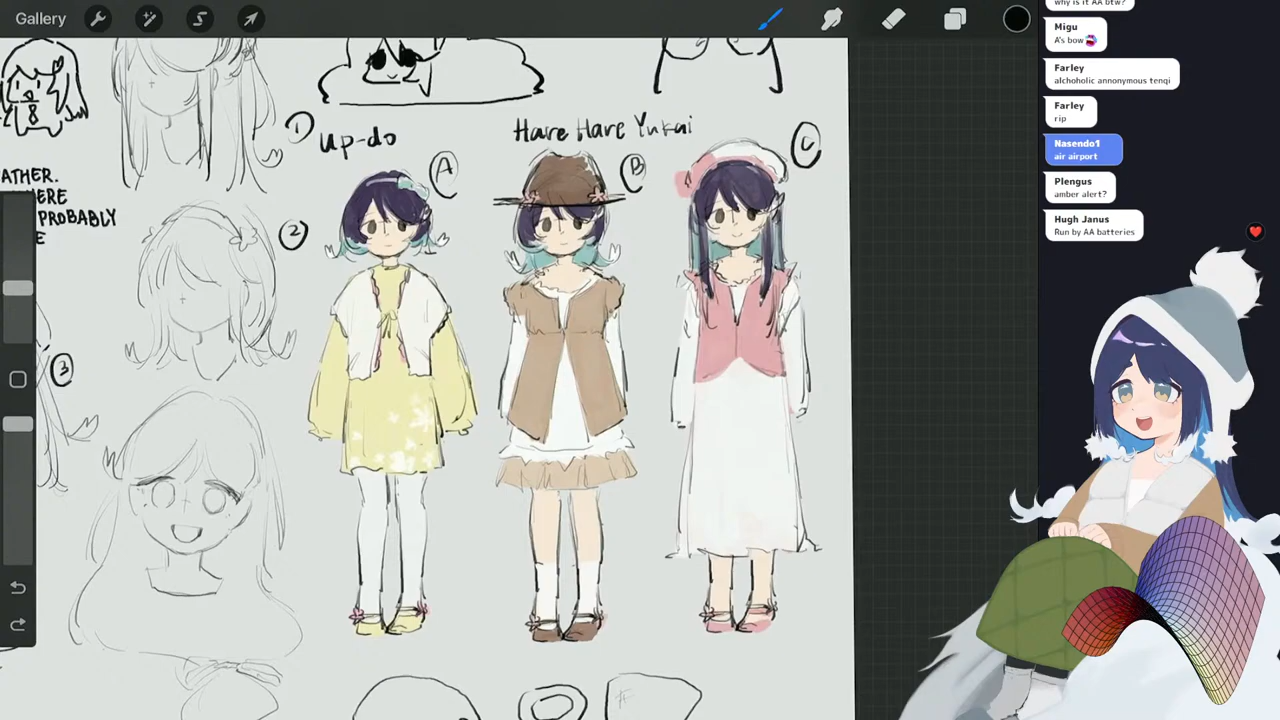 Gallery
why is it AA btw?
Migu
A's bow
Farley
alchoholic annonymous tenqi
Farley
rip
Nasendo1
air airport
Plengus
amber alert?
Hugh Janus
Run by AA batteries
① up-do
Hare Hare Yukai
A
B
C
ATHER.
ERE
PROBABLY
E
②
③